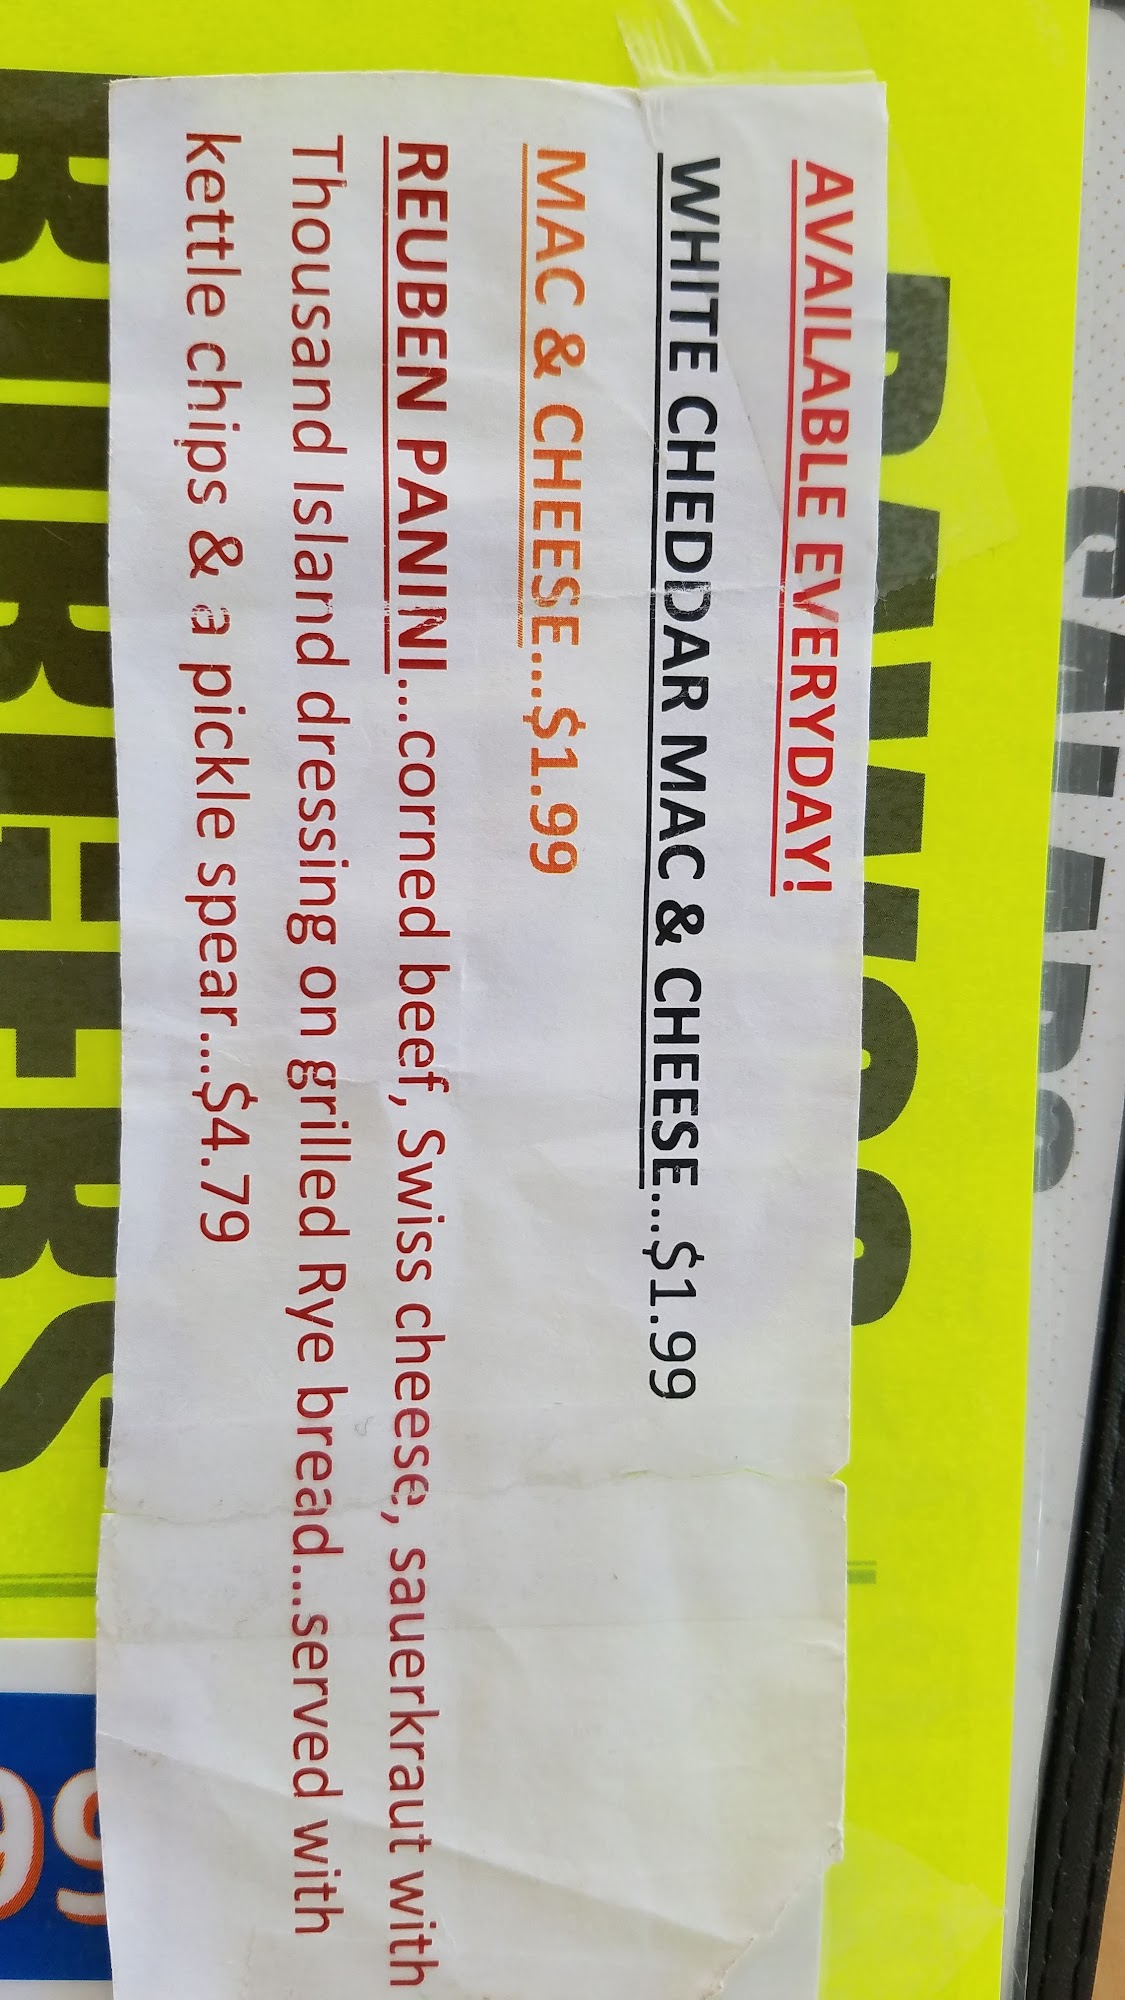 AVAILABLE EVERYDAY!
WHITE CHEDDAR MAC & CHEESE...$1.99
MAC & CHEESE...$1.99
REUBEN PANINI...corned beef, Swiss cheese, sauerkraut with
Thousand Island dressing on grilled Rye bread...served with
kettle chips & a pickle spear...$4.79